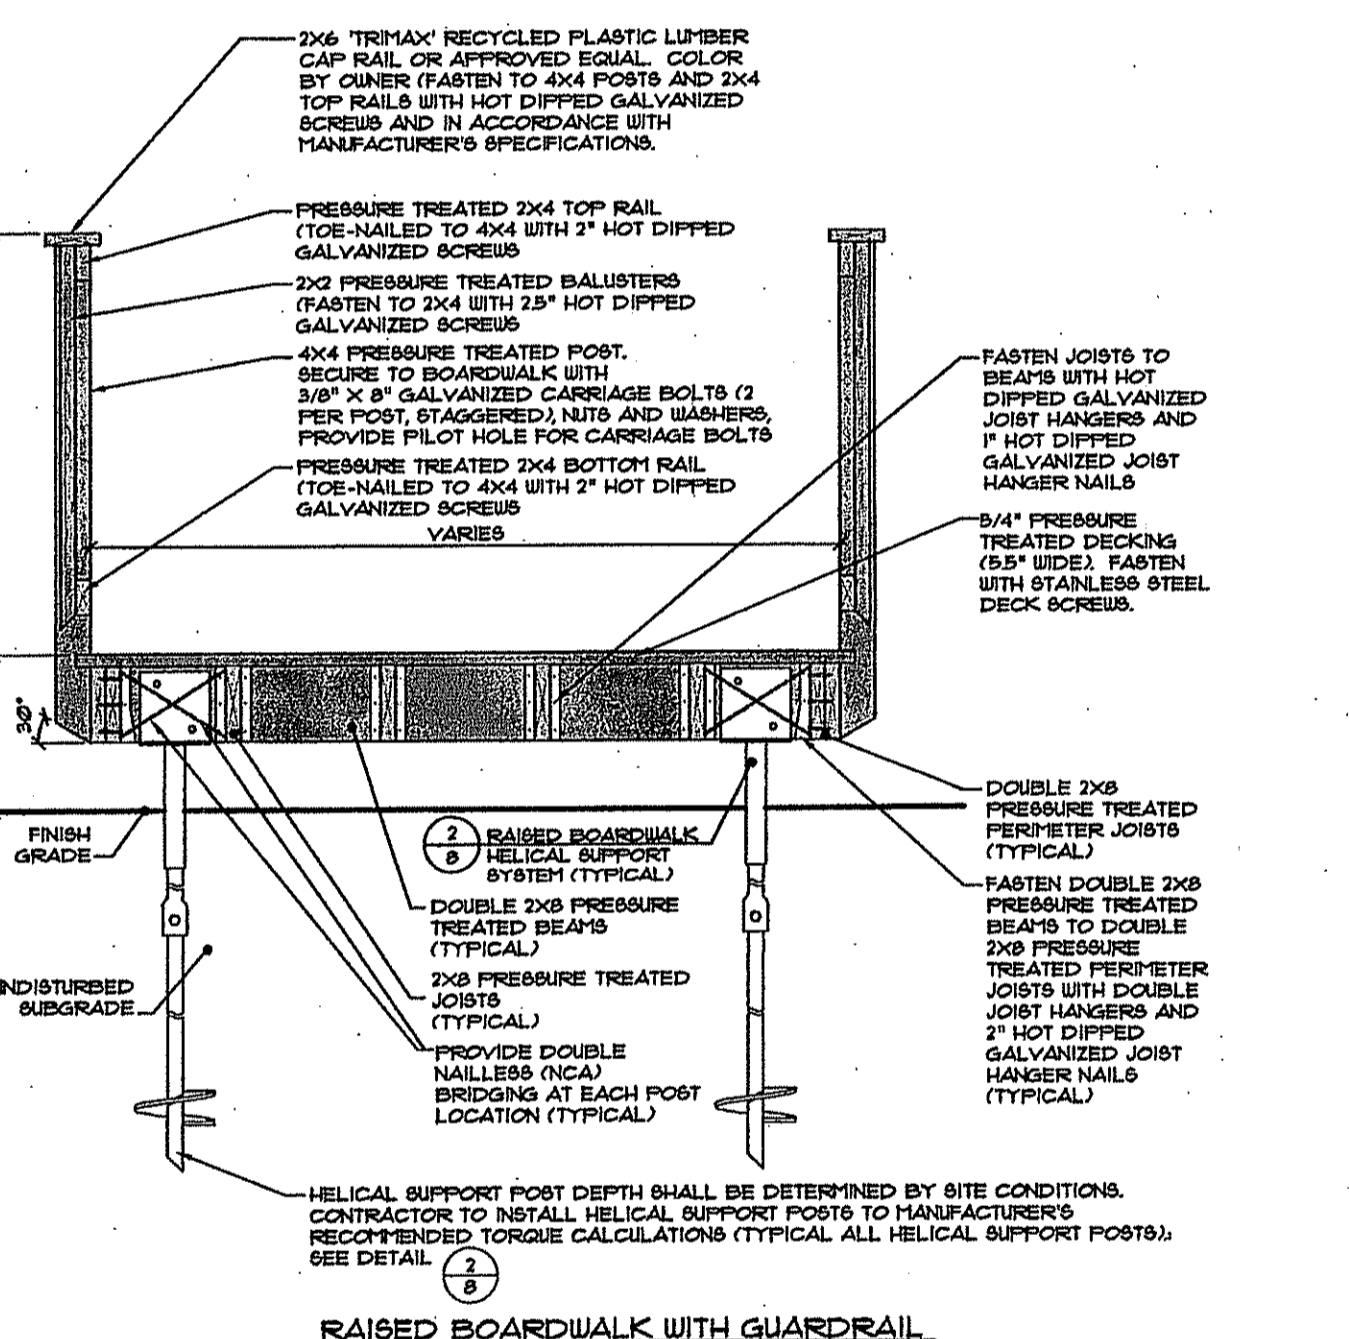 2X6 'TRIMAX' RECYCLED PLASTIC LUMBER
CAP RAIL OR APPROVED EQUAL. COLOR
BY OWNER (FASTEN TO 4X4 POSTS AND 2X4
TOP RAILS WITH HOT DIPPED GALVANIZED
SCREWS AND IN ACCORDANCE WITH
MANUFACTURER'S SPECIFICATIONS.
PRESSURE TREATED 2X4 TOP RAIL
(TOE-NAILED TO 4X4 WITH 2" HOT DIPPED
GALVANIZED SCREWS
2X2 PRESSURE TREATED BALUSTERS
(FASTEN TO 2X4 WITH 2.5" HOT DIPPED
GALVANIZED SCREWS
4X4 PRESSURE TREATED POST.
SECURE TO BOARDWALK WITH
3/8" X 8" GALVANIZED CARRIAGE BOLTS (2
PER POST, STAGGERED), NUTS AND WASHERS,
PROVIDE PILOT HOLE FOR CARRIAGE BOLTS
PRESSURE TREATED 2X4 BOTTOM RAIL
(TOE-NAILED TO 4X4 WITH 2" HOT DIPPED
GALVANIZED SCREWS
VARIES
FASTEN JOISTS TO
BEAMS WITH HOT
DIPPED GALVANIZED
JOIST HANGERS AND
1" HOT DIPPED
GALVANIZED JOIST
HANGER NAILS
5/4" PRESSURE
TREATED DECKING
(5.5" WIDE). FASTEN
WITH STAINLESS STEEL
DECK SCREWS.
30°
FINISH
GRADE
2
8
RAISED BOARDWALK
HELICAL SUPPORT
SYSTEM (TYPICAL)
DOUBLE 2X8
PRESSURE TREATED
PERIMETER JOISTS
(TYPICAL)
FASTEN DOUBLE 2X8
PRESSURE TREATED
BEAMS TO DOUBLE
2X8 PRESSURE
TREATED PERIMETER
JOISTS WITH DOUBLE
JOIST HANGERS AND
2" HOT DIPPED
GALVANIZED JOIST
HANGER NAILS
(TYPICAL)
DOUBLE 2X8 PRESSURE
TREATED BEAMS
(TYPICAL)
NDISTURBED
SUBGRADE
2X8 PRESSURE TREATED
JOISTS
(TYPICAL)
PROVIDE DOUBLE
NAILLESS (NCA)
BRIDGING AT EACH POST
LOCATION (TYPICAL)
HELICAL SUPPORT POST DEPTH SHALL BE DETERMINED BY SITE CONDITIONS.
CONTRACTOR TO INSTALL HELICAL SUPPORT POSTS TO MANUFACTURER'S
RECOMMENDED TORQUE CALCULATIONS (TYPICAL ALL HELICAL SUPPORT POSTS);
SEE DETAIL
2
8
RAISED BOARDWALK WITH GUARDRAIL